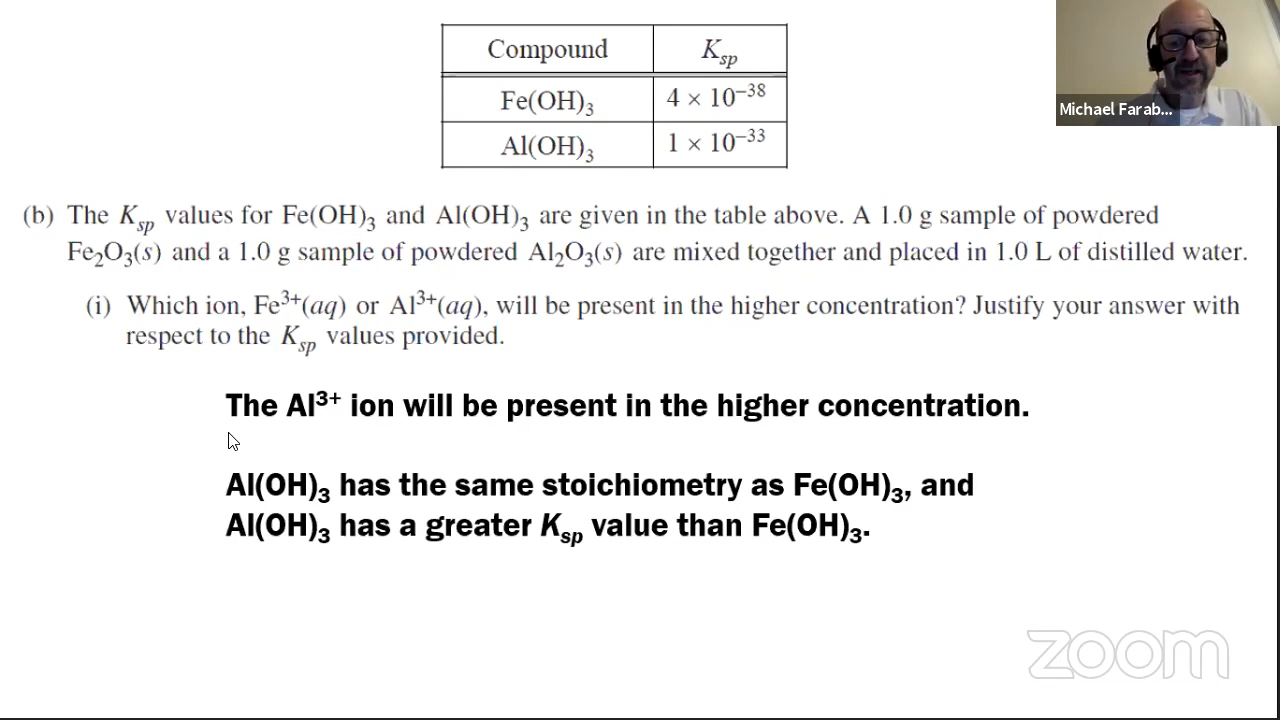 Compound K_sp
Fe(OH)₃ 4 × 10⁻³⁸
Al(OH)₃ 1 × 10⁻³³
Michael Farab...
(b) The K_sp values for Fe(OH)₃ and Al(OH)₃ are given in the table above. A 1.0 g sample of powdered
Fe₂O₃(s) and a 1.0 g sample of powdered Al₂O₃(s) are mixed together and placed in 1.0 L of distilled water.
(i) Which ion, Fe³⁺(aq) or Al³⁺(aq), will be present in the higher concentration? Justify your answer with
respect to the K_sp values provided.
The Al³⁺ ion will be present in the higher concentration.
Al(OH)₃ has the same stoichiometry as Fe(OH)₃, and
Al(OH)₃ has a greater K_sp value than Fe(OH)₃.
zoom